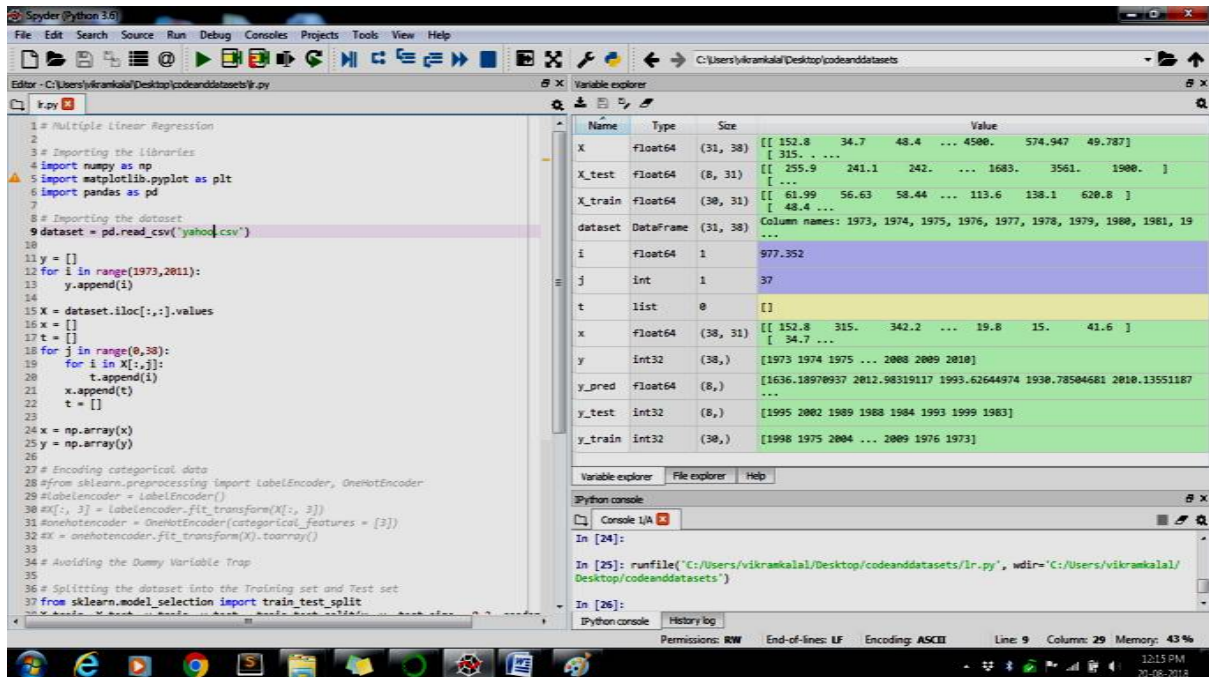 Spyder (Python 3.6)
File Edit Search Source Run Debug Consoles Projects Tools View Help
C:\Users\vikramkalal\Desktop\codeanddatasets
Editor - C:\Users\vikramkalal\Desktop\codeanddatasets\lr.py
lr.py
1 # Multiple Linear Regression
2
3 # Importing the libraries
4 import numpy as np
5 import matplotlib.pyplot as plt
6 import pandas as pd
7
8 # Importing the dataset
9 dataset = pd.read_csv('yahoo.csv')
10
11 y = []
12 for i in range(1973,2011):
13 y.append(i)
14
15 X = dataset.iloc[:,:].values
16 x = []
17 t = []
18 for j in range(0,38):
19 for i in X[:,j]:
20 t.append(i)
21 x.append(t)
22 t = []
23
24 x = np.array(x)
25 y = np.array(y)
26
27 # Encoding categorical data
28 #from sklearn.preprocessing import LabelEncoder, OneHotEncoder
29 #labelencoder = LabelEncoder()
30 #X[:, 3] = labelencoder.fit_transform(X[:, 3])
31 #onehotencoder = OneHotEncoder(categorical_features = [3])
32 #X = onehotencoder.fit_transform(X).toarray()
33
34 # Avoiding the Dummy Variable Trap
35
36 # Splitting the dataset into the Training set and Test set
37 from sklearn.model_selection import train_test_split
Variable explorer
Name Type Size Value
X float64 (31, 38) [[ 152.8 34.7 48.4 ... 4500. 574.947 49.787]
[ 315. . ...
X_test float64 (8, 31) [[ 255.9 241.1 242. ... 1683. 3561. 1900. ]
[ ...
X_train float64 (30, 31) [[ 61.99 56.63 58.44 ... 113.6 138.1 620.8 ]
[ 48.4 ...
dataset DataFrame (31, 38) Column names: 1973, 1974, 1975, 1976, 1977, 1978, 1979, 1980, 1981, 19
...
i float64 1 977.352
j int 1 37
t list 0 []
x float64 (38, 31) [[ 152.8 315. 342.2 ... 19.8 15. 41.6 ]
[ 34.7 ...
y int32 (38,) [1973 1974 1975 ... 2008 2009 2010]
y_pred float64 (8,) [1636.18970937 2012.98319117 1993.62644974 1930.78504681 2010.13551187
...
y_test int32 (8,) [1995 2002 1989 1988 1984 1993 1999 1983]
y_train int32 (30,) [1998 1975 2004 ... 2009 1976 1973]
Variable explorer File explorer Help
IPython console
Console 1/A
In [24]:
In [25]: runfile('C:/Users/vikramkalal/Desktop/codeanddatasets/lr.py', wdir='C:/Users/vikramkalal/
Desktop/codeanddatasets')
In [26]:
IPython console History log
Permissions: RW End-of-lines: LF Encoding: ASCII Line: 9 Column: 29 Memory: 43 %
12:15 PM
20-08-2018